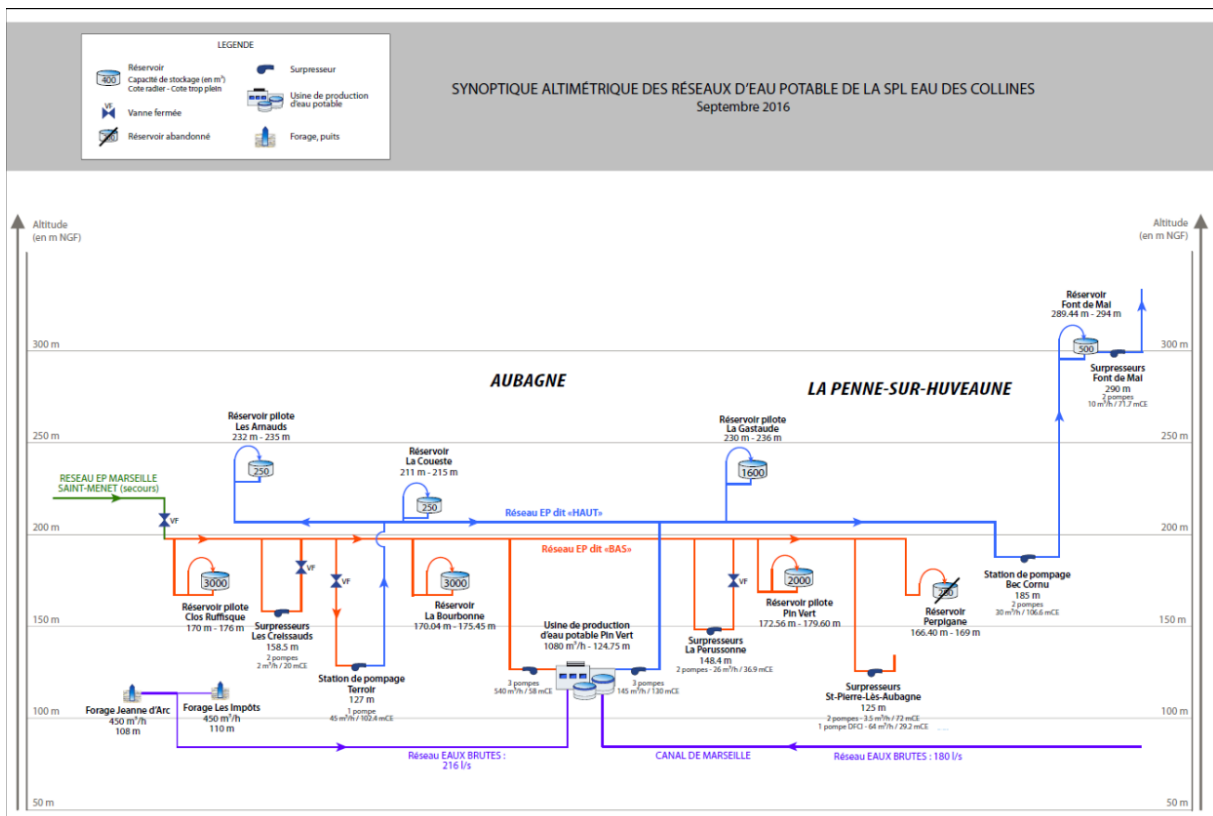 LEGENDE
400
Réservoir
Capacité de stockage (en m³)
Cote radier - Cote trop plein
VF
Vanne fermée
Réservoir abandonné
Surpresseur
Usine de production
d'eau potable
Forage, puits
SYNOPTIQUE ALTIMÉTRIQUE DES RÉSEAUX D'EAU POTABLE DE LA SPL EAU DES COLLINES
Septembre 2016
Altitude
(en m NGF)
Altitude
(en m NGF)
300 m
250 m
200 m
150 m
100 m
50 m
300 m
250 m
200 m
150 m
100 m
50 m
AUBAGNE
LA PENNE-SUR-HUVEAUNE
Réservoir
Font de Mai
289.44 m - 294 m
500
Surpresseurs
Font de Mai
290 m
2 pompes
10 m³/h / 71.7 mCE
Réservoir pilote
Les Arnauds
232 m - 235 m
250
Réservoir
La Coueste
211 m - 215 m
250
Réservoir pilote
La Gastaude
230 m - 236 m
1600
RESEAU EP MARSEILLE
SAINT-MENET (secours)
VF
Réseau EP dit «HAUT»
Réseau EP dit «BAS»
3000
Réservoir pilote
Clos Ruffisque
170 m - 176 m
VF
Surpresseurs
Les Creissauds
158.5 m
2 pompes
2 m³/h / 20 mCE
VF
Station de pompage
Terroir
127 m
1 pompe
45 m³/h / 102.4 mCE
3000
Réservoir
La Bourbonne
170.04 m - 175.45 m
Usine de production
d'eau potable Pin Vert
1080 m³/h - 124.75 m
3 pompes
540 m³/h / 58 mCE
3 pompes
145 m³/h / 130 mCE
VF
Surpresseurs
La Perussonne
148.4 m
2 pompes - 26 m³/h / 36.9 mCE
2000
Réservoir pilote
Pin Vert
172.56 m - 179.60 m
Surpresseurs
St-Pierre-Lès-Aubagne
125 m
2 pompes - 3.5 m³/h / 72 mCE
1 pompe DFCI - 64 m³/h / 29.2 mCE
Réservoir
Perpigane
166.40 m - 169 m
Station de pompage
Bec Cornu
185 m
2 pompes
30 m³/h / 106.6 mCE
Forage Jeanne d'Arc
450 m³/h
108 m
Forage Les Impôts
450 m³/h
110 m
Réseau EAUX BRUTES :
216 l/s
CANAL DE MARSEILLE
Réseau EAUX BRUTES : 180 l/s